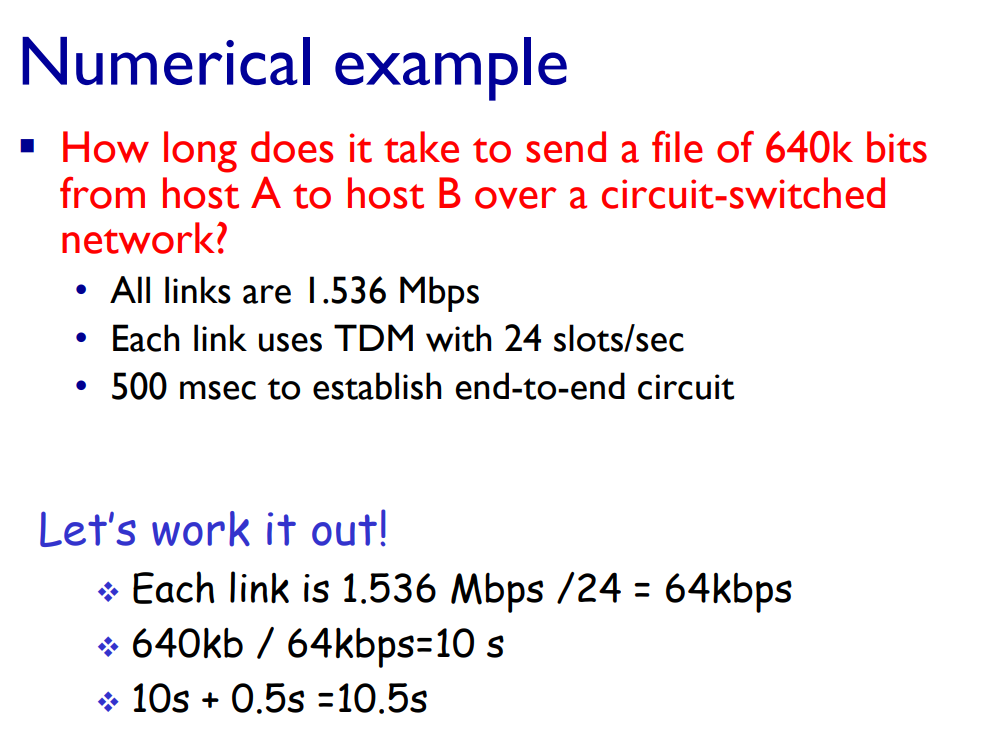 Numerical example
▪ How long does it take to send a file of 640k bits
from host A to host B over a circuit-switched
network?
• All links are 1.536 Mbps
• Each link uses TDM with 24 slots/sec
• 500 msec to establish end-to-end circuit
Let's work it out!
❖ Each link is 1.536 Mbps /24 = 64kbps
❖ 640kb / 64kbps=10 s
❖ 10s + 0.5s =10.5s